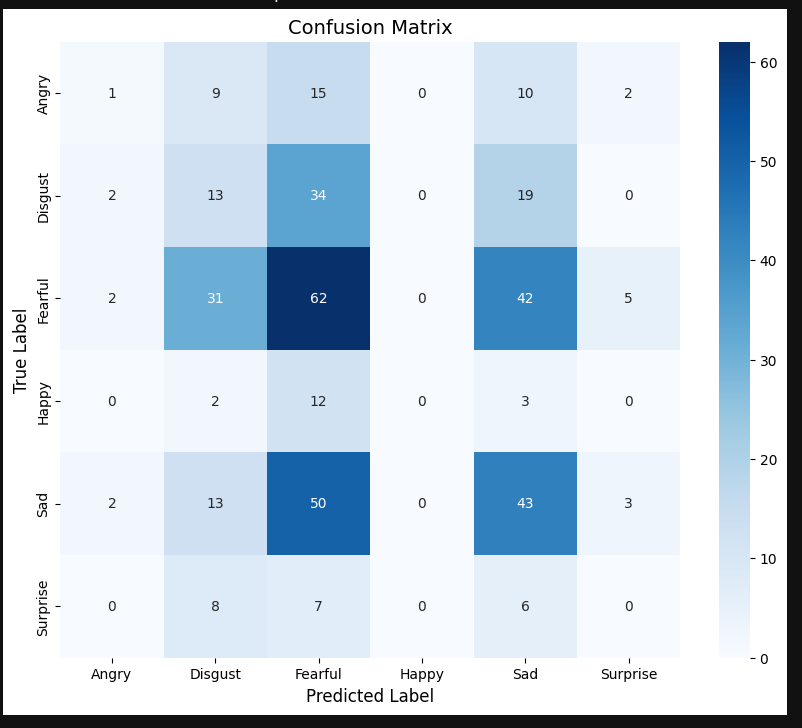 Confusion Matrix
True Label
Angry 1 9 15 0 10 2
Disgust 2 13 34 0 19 0
Fearful 2 31 62 0 42 5
Happy 0 2 12 0 3 0
Sad 2 13 50 0 43 3
Surprise 0 8 7 0 6 0
Angry Disgust Fearful Happy Sad Surprise
Predicted Label
60
50
40
30
20
10
0